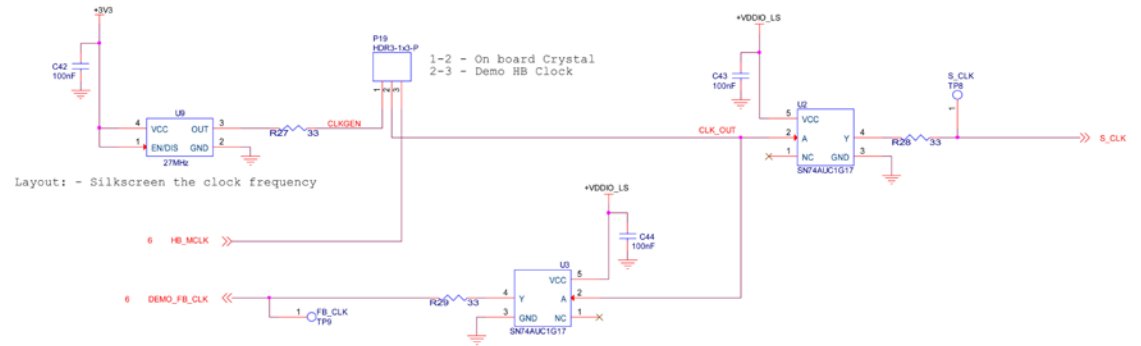 +3V3
C42
100nF
U9
4 VCC OUT 3
1 EN/DIS GND 2
27MHz
R27 33
CLKGEN
Layout: - Silkscreen the clock frequency
P19
HDR3-1x3-P
1 2 3
1-2 - On board Crystal
2-3 - Demo HB Clock
+VDDIO_LS
C43
100nF
U2
5 VCC
CLK_OUT
2 A Y 4
1 NC GND 3
SN74AUC1G17
R28 33
S_CLK
TP8
1
S_CLK
6 HB_MCLK
+VDDIO_LS
C44
100nF
U3
VCC 5
4 Y A 2
3 GND NC 1
SN74AUC1G17
R29 33
6 DEMO_FB_CLK
1 FB_CLK
TP9